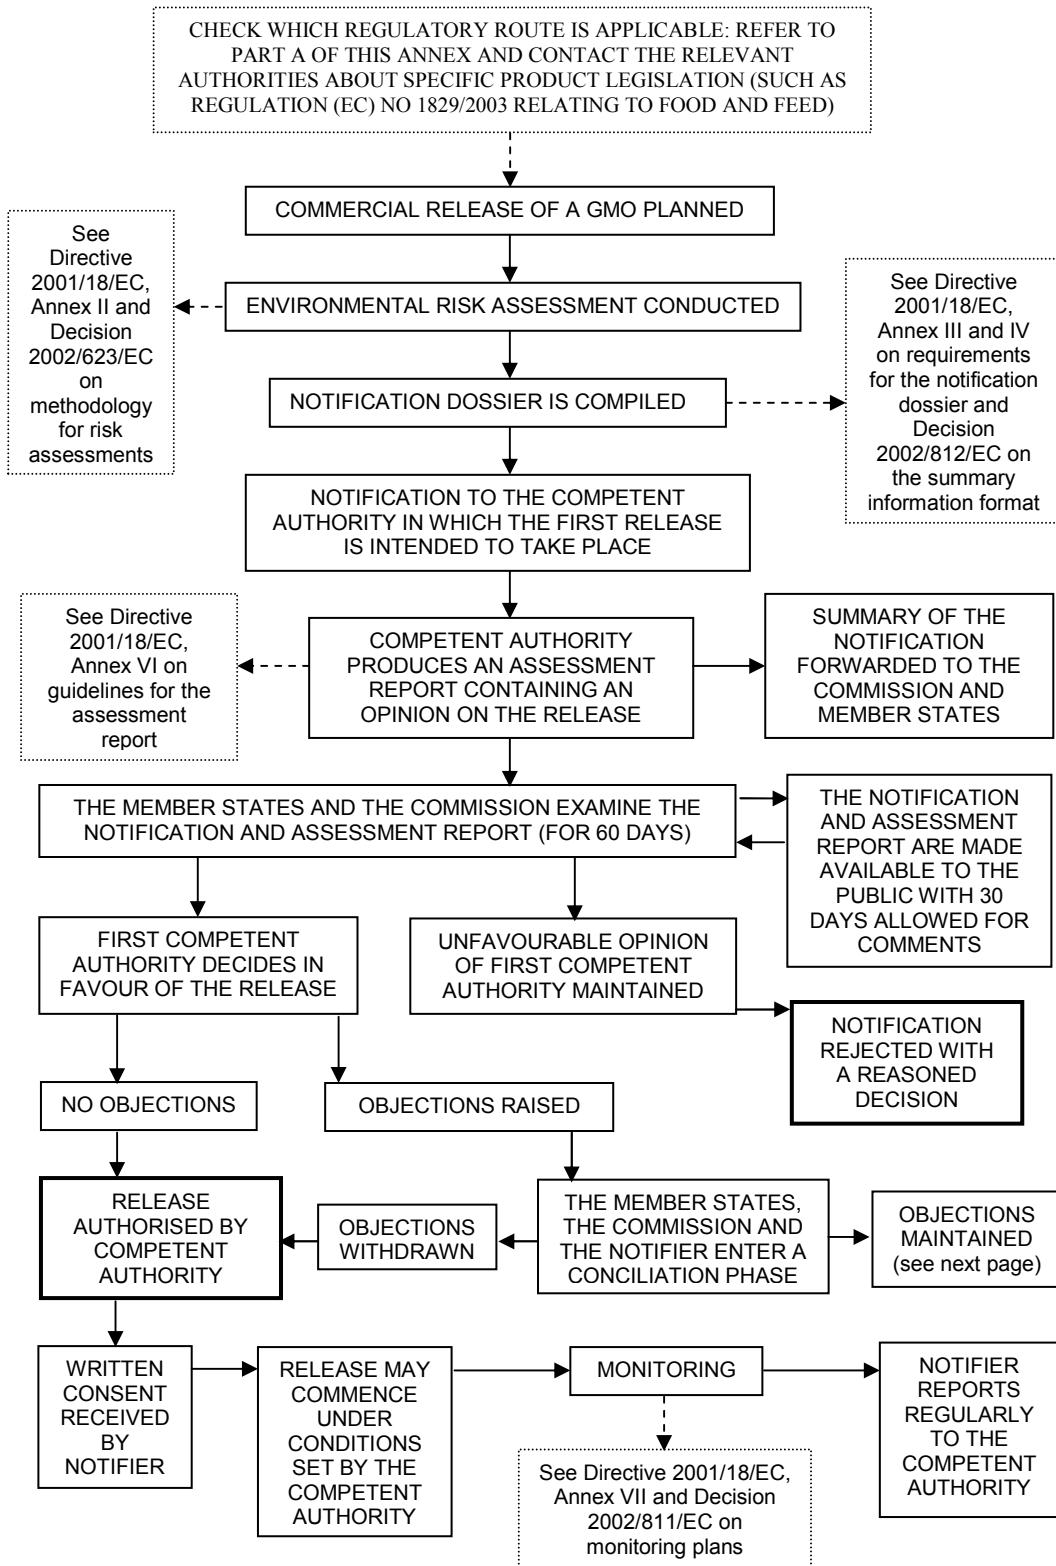 CHECK WHICH REGULATORY ROUTE IS APPLICABLE: REFER TO
PART A OF THIS ANNEX AND CONTACT THE RELEVANT
AUTHORITIES ABOUT SPECIFIC PRODUCT LEGISLATION (SUCH AS
REGULATION (EC) NO 1829/2003 RELATING TO FOOD AND FEED)
COMMERCIAL RELEASE OF A GMO PLANNED
See
Directive
2001/18/EC,
Annex II and
Decision
2002/623/EC
on
methodology
for risk
assessments
ENVIRONMENTAL RISK ASSESSMENT CONDUCTED
See Directive
2001/18/EC,
Annex III and IV
on requirements
for the notification
dossier and
Decision
2002/812/EC on
the summary
information format
NOTIFICATION DOSSIER IS COMPILED
NOTIFICATION TO THE COMPETENT
AUTHORITY IN WHICH THE FIRST RELEASE
IS INTENDED TO TAKE PLACE
See Directive
2001/18/EC,
Annex VI on
guidelines for the
assessment
report
COMPETENT AUTHORITY
PRODUCES AN ASSESSMENT
REPORT CONTAINING AN
OPINION ON THE RELEASE
SUMMARY OF THE
NOTIFICATION
FORWARDED TO THE
COMMISSION AND
MEMBER STATES
THE MEMBER STATES AND THE COMMISSION EXAMINE THE
NOTIFICATION AND ASSESSMENT REPORT (FOR 60 DAYS)
THE NOTIFICATION
AND ASSESSMENT
REPORT ARE MADE
AVAILABLE TO THE
PUBLIC WITH 30
DAYS ALLOWED FOR
COMMENTS
FIRST COMPETENT
AUTHORITY DECIDES IN
FAVOUR OF THE RELEASE
UNFAVOURABLE OPINION
OF FIRST COMPETENT
AUTHORITY MAINTAINED
NOTIFICATION
REJECTED WITH
A REASONED
DECISION
NO OBJECTIONS
OBJECTIONS RAISED
RELEASE
AUTHORISED BY
COMPETENT
AUTHORITY
OBJECTIONS
WITHDRAWN
THE MEMBER STATES,
THE COMMISSION AND
THE NOTIFIER ENTER A
CONCILIATION PHASE
OBJECTIONS
MAINTAINED
(see next page)
WRITTEN
CONSENT
RECEIVED
BY
NOTIFIER
RELEASE MAY
COMMENCE
UNDER
CONDITIONS
SET BY THE
COMPETENT
AUTHORITY
MONITORING
NOTIFIER
REPORTS
REGULARLY
TO THE
COMPETENT
AUTHORITY
See Directive 2001/18/EC,
Annex VII and Decision
2002/811/EC on
monitoring plans